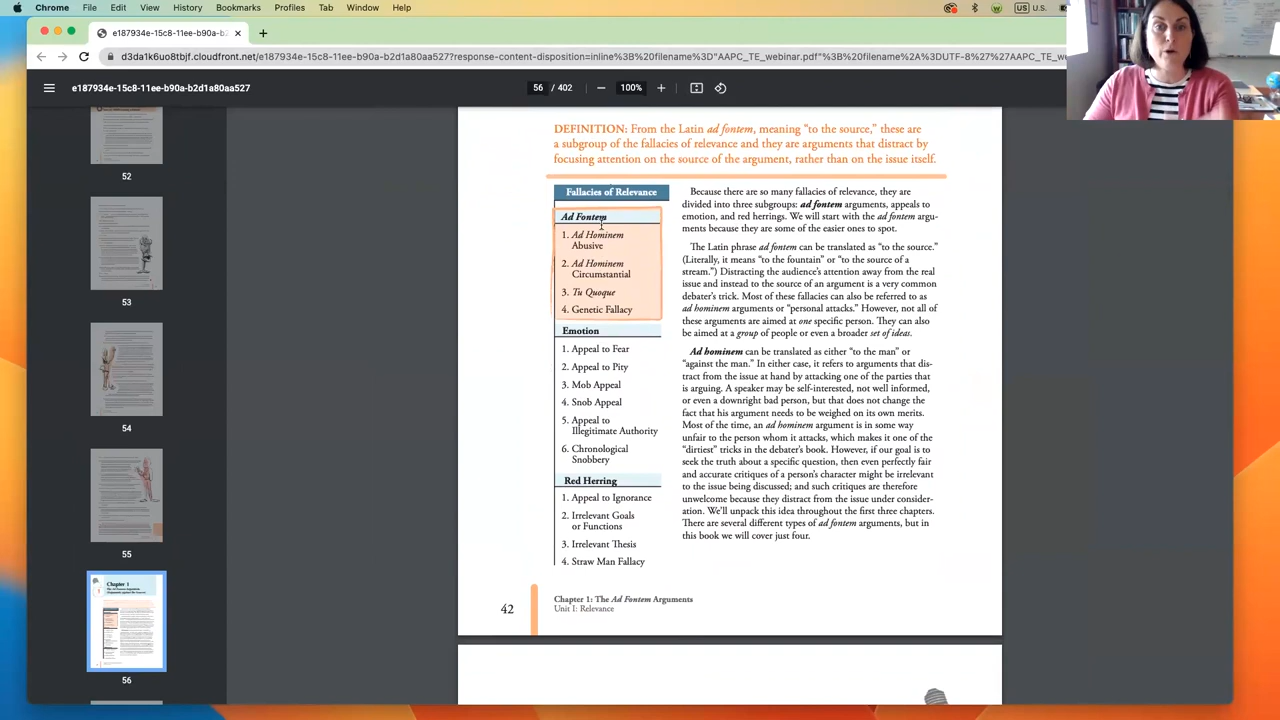 Chrome File Edit View History Bookmarks Profiles Tab Window Help US U.S.
e187934e-15c8-11ee-b90a-b2
d3da1k6uo8tbjf.cloudfront.net/e187934e-15c8-11ee-b90a-b2d1a80aa527?response-content-disposition=inline%3B%20filename%3D"AAPC_TE_webinar.pdf"%3B%20filename%2A%3DUTF-8%27%27AAPC_TE_we
e187934e-15c8-11ee-b90a-b2d1a80aa527 56 / 402 100%
52
53
54
55
Chapter 1
56
DEFINITION: From the Latin ad fontem, meaning “to the source,” these are
a subgroup of the fallacies of relevance and they are arguments that distract by
focusing attention on the source of the argument, rather than on the issue itself.
Fallacies of Relevance
Ad Fontem
1. Ad Hominem
Abusive
2. Ad Hominem
Circumstantial
3. Tu Quoque
4. Genetic Fallacy
Emotion
1. Appeal to Fear
2. Appeal to Pity
3. Mob Appeal
4. Snob Appeal
5. Appeal to
Illegitimate Authority
6. Chronological
Snobbery
Red Herring
1. Appeal to Ignorance
2. Irrelevant Goals
or Functions
3. Irrelevant Thesis
4. Straw Man Fallacy
Because there are so many fallacies of relevance, they are
divided into three subgroups: ad fontem arguments, appeals to
emotion, and red herrings. We will start with the ad fontem argu-
ments because they are some of the easier ones to spot.
The Latin phrase ad fontem can be translated as “to the source.”
(Literally, it means “to the fountain” or “to the source of a
stream.”) Distracting the audience’s attention away from the real
issue and instead to the source of an argument is a very common
debater’s trick. Most of these fallacies can also be referred to as
ad hominem arguments or “personal attacks.” However, not all of
these arguments are aimed at one specific person. They can also
be aimed at a group of people or even a broader set of ideas.
Ad hominem can be translated as either “to the man” or
“against the man.” In either case, it refers to arguments that dis-
tract from the issue at hand by attacking one of the parties that
is arguing. A speaker may be self-interested, not well informed,
or even a downright bad person, but that does not change the
fact that his argument needs to be weighed on its own merits.
Most of the time, an ad hominem argument is in some way
unfair to the person whom it attacks, which makes it one of the
“dirtiest” tricks in the debater’s book. However, if our goal is to
seek the truth about a specific question, then even perfectly fair
and accurate critiques of a person’s character might be irrelevant
to the issue being discussed; and such critiques are therefore
unwelcome because they distract from the issue under consider-
ation. We’ll unpack this idea throughout the first three chapters.
There are several different types of ad fontem arguments, but in
this book we will cover just four.
42
Chapter 1: The Ad Fontem Arguments
Unit I: Relevance